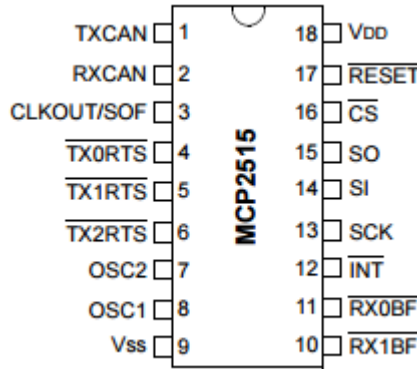 TXCAN 1 18 VDD
RXCAN 2 17 RESET
CLKOUT/SOF 3 16 CS
TX0RTS 4 15 SO
TX1RTS 5 14 SI
TX2RTS 6 13 SCK
OSC2 7 12 INT
OSC1 8 11 RX0BF
Vss 9 10 RX1BF
MCP2515